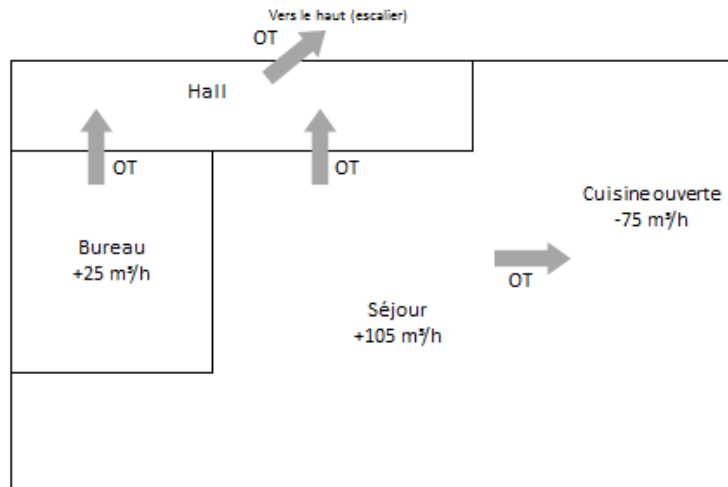 Vers le haut (escalier)
OT
Hall
OT
OT
Cuisine ouverte
-75 m³/h
Bureau
+25 m³/h
OT
Séjour
+105 m³/h